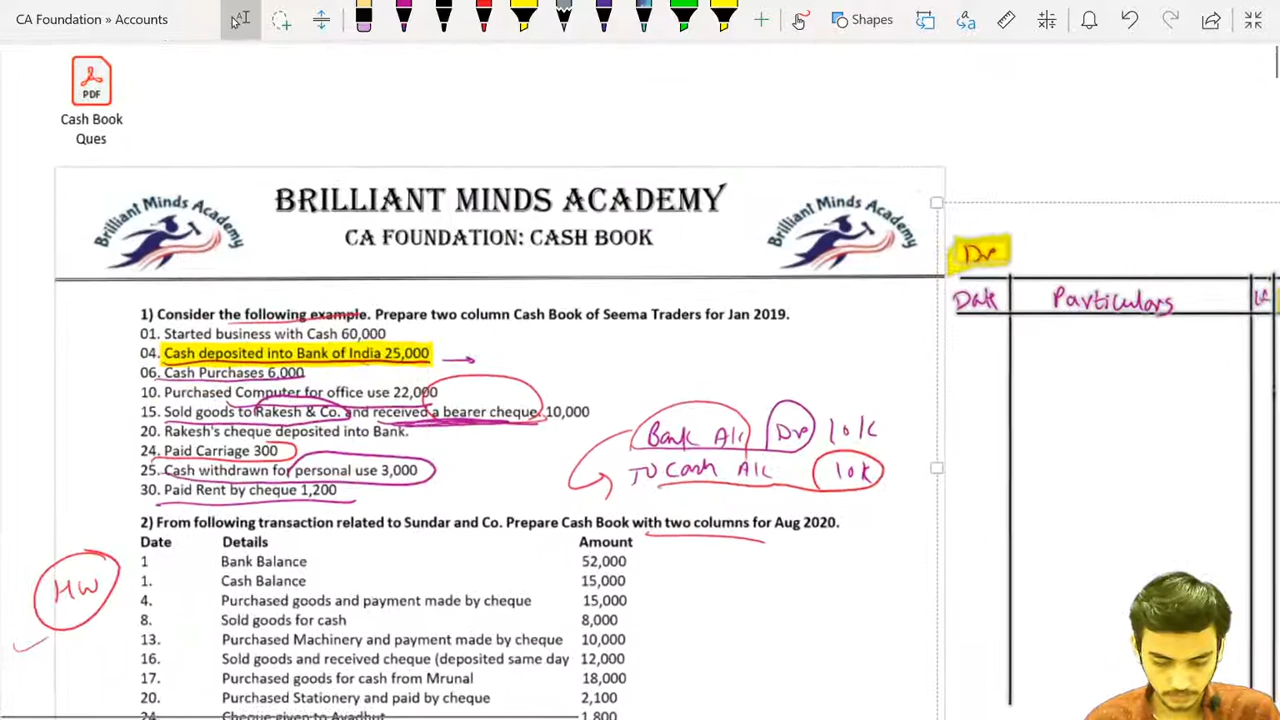 CA Foundation » Accounts
Shapes
PDF
Cash Book
Ques
Brilliant Minds Academy
BRILLIANT MINDS ACADEMY
CA FOUNDATION: CASH BOOK
Brilliant Minds Academy
Dr
Date Particulars
1) Consider the following example. Prepare two column Cash Book of Seema Traders for Jan 2019.
01. Started business with Cash 60,000
04. Cash deposited into Bank of India 25,000
06. Cash Purchases 6,000
10. Purchased Computer for office use 22,000
15. Sold goods to Rakesh & Co. and received a bearer cheque. 10,000
20. Rakesh's cheque deposited into Bank.
24. Paid Carriage 300
25. Cash withdrawn for personal use 3,000
30. Paid Rent by cheque 1,200
Bank A/c Dr 10K
To Cash A/c 10K
2) From following transaction related to Sundar and Co. Prepare Cash Book with two columns for Aug 2020.
Date Details Amount
1 Bank Balance 52,000
1. Cash Balance 15,000
4. Purchased goods and payment made by cheque 15,000
8. Sold goods for cash 8,000
13. Purchased Machinery and payment made by cheque 10,000
16. Sold goods and received cheque (deposited same day 12,000
17. Purchased goods for cash from Mrunal 18,000
20. Purchased Stationery and paid by cheque 2,100
24. Cheque given to Avadhut 1,800
HW